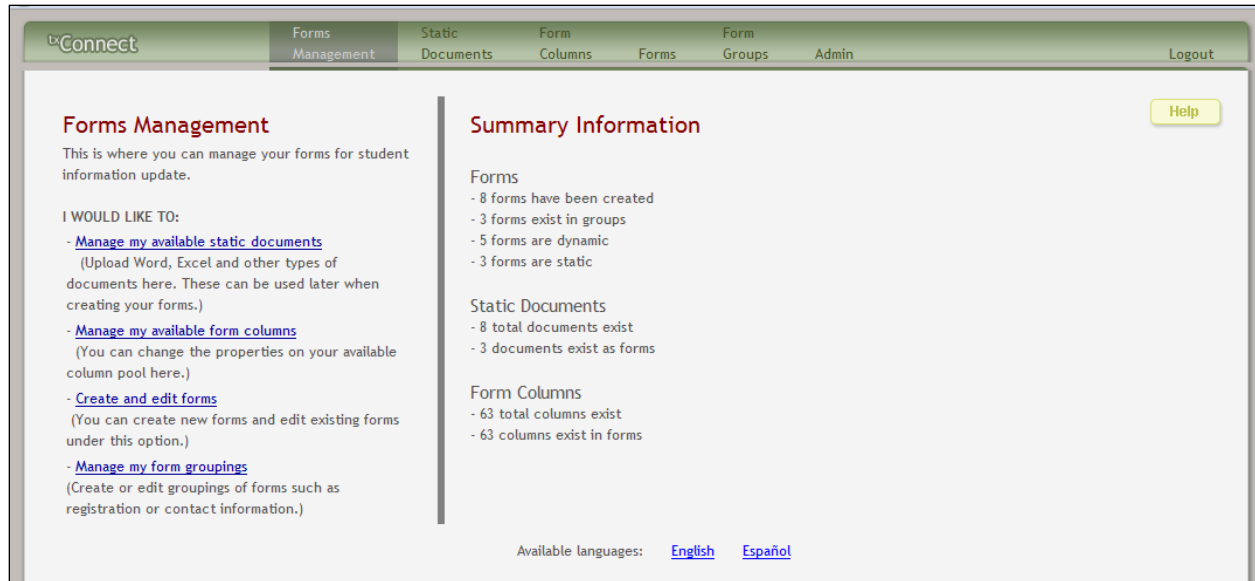 txConnect
Forms Management
Static Documents
Form Columns
Forms
Form Groups
Admin
Logout
Help
Forms Management
This is where you can manage your forms for student
information update.
I WOULD LIKE TO:
- Manage my available static documents
(Upload Word, Excel and other types of
documents here. These can be used later when
creating your forms.)
- Manage my available form columns
(You can change the properties on your available
column pool here.)
- Create and edit forms
(You can create new forms and edit existing forms
under this option.)
- Manage my form groupings
(Create or edit groupings of forms such as
registration or contact information.)
Summary Information
Forms
- 8 forms have been created
- 3 forms exist in groups
- 5 forms are dynamic
- 3 forms are static
Static Documents
- 8 total documents exist
- 3 documents exist as forms
Form Columns
- 63 total columns exist
- 63 columns exist in forms
Available languages: English Español